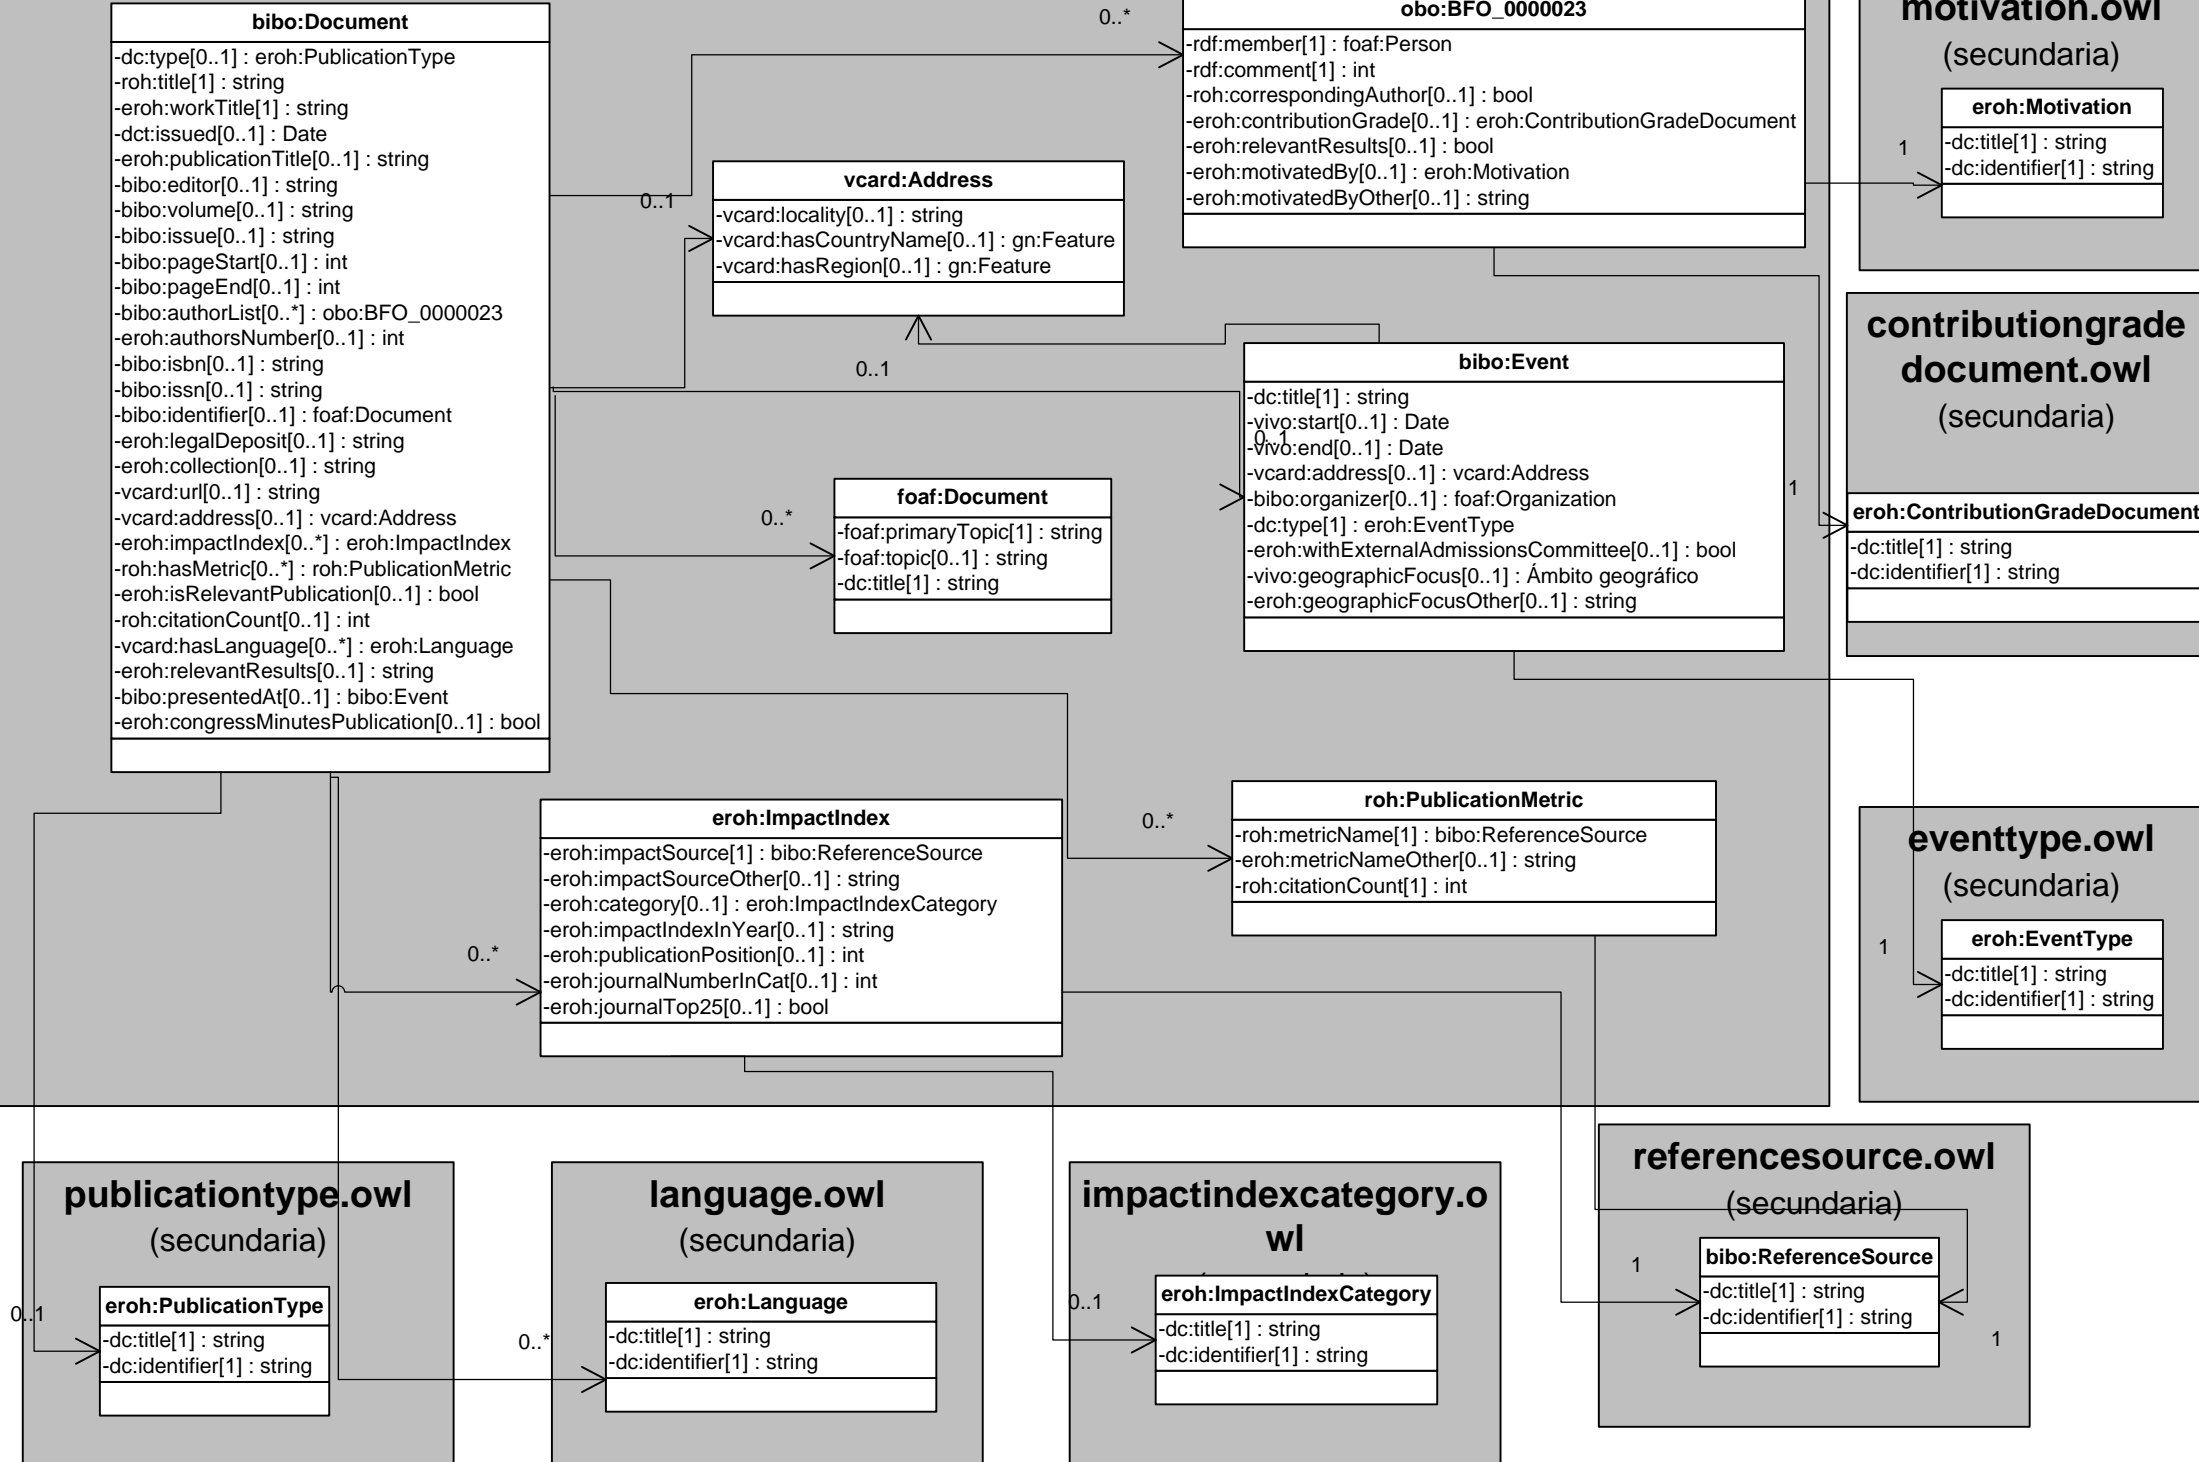 bibo:Document
-dc:type[0..1] : eroh:PublicationType
-roh:title[1] : string
-eroh:workTitle[1] : string
-dct:issued[0..1] : Date
-eroh:publicationTitle[0..1] : string
-bibo:editor[0..1] : string
-bibo:volume[0..1] : string
-bibo:issue[0..1] : string
-bibo:pageStart[0..1] : int
-bibo:pageEnd[0..1] : int
-bibo:authorList[0..*] : obo:BFO_0000023
-eroh:authorsNumber[0..1] : int
-bibo:isbn[0..1] : string
-bibo:issn[0..1] : string
-bibo:identifier[0..1] : foaf:Document
-eroh:legalDeposit[0..1] : string
-eroh:collection[0..1] : string
-vcard:url[0..1] : string
-vcard:address[0..1] : vcard:Address
-eroh:impactIndex[0..*] : eroh:ImpactIndex
-roh:hasMetric[0..*] : roh:PublicationMetric
-eroh:isRelevantPublication[0..1] : bool
-roh:citationCount[0..1] : int
-vcard:hasLanguage[0..*] : eroh:Language
-eroh:relevantResults[0..1] : string
-bibo:presentedAt[0..1] : bibo:Event
-eroh:congressMinutesPublication[0..1] : bool
0..*
obo:BFO_0000023
-rdf:member[1] : foaf:Person
-rdf:comment[1] : int
-roh:correspondingAuthor[0..1] : bool
-eroh:contributionGrade[0..1] : eroh:ContributionGradeDocument
-eroh:relevantResults[0..1] : bool
-eroh:motivatedBy[0..1] : eroh:Motivation
-eroh:motivatedByOther[0..1] : string
motivation.owl
(secundaria)
1
eroh:Motivation
-dc:title[1] : string
-dc:identifier[1] : string
0..1
vcard:Address
-vcard:locality[0..1] : string
-vcard:hasCountryName[0..1] : gn:Feature
-vcard:hasRegion[0..1] : gn:Feature
0..1
bibo:Event
-dc:title[1] : string
-vivo:start[0..1] : Date
0..1
-vivo:end[0..1] : Date
-vcard:address[0..1] : vcard:Address
-bibo:organizer[0..1] : foaf:Organization
-dc:type[1] : eroh:EventType
-eroh:withExternalAdmissionsCommittee[0..1] : bool
-vivo:geographicFocus[0..1] : Ámbito geográfico
-eroh:geographicFocusOther[0..1] : string
contributiongrade
document.owl
(secundaria)
1
eroh:ContributionGradeDocument
-dc:title[1] : string
-dc:identifier[1] : string
0..*
foaf:Document
-foaf:primaryTopic[1] : string
-foaf:topic[0..1] : string
-dc:title[1] : string
0..*
eroh:ImpactIndex
-eroh:impactSource[1] : bibo:ReferenceSource
-eroh:impactSourceOther[0..1] : string
-eroh:category[0..1] : eroh:ImpactIndexCategory
-eroh:impactIndexInYear[0..1] : string
-eroh:publicationPosition[0..1] : int
-eroh:journalNumberInCat[0..1] : int
-eroh:journalTop25[0..1] : bool
0..*
roh:PublicationMetric
-roh:metricName[1] : bibo:ReferenceSource
-eroh:metricNameOther[0..1] : string
-roh:citationCount[1] : int
eventtype.owl
(secundaria)
1
eroh:EventType
-dc:title[1] : string
-dc:identifier[1] : string
publicationtype.owl
(secundaria)
0..1
eroh:PublicationType
-dc:title[1] : string
-dc:identifier[1] : string
language.owl
(secundaria)
0..*
eroh:Language
-dc:title[1] : string
-dc:identifier[1] : string
impactindexcategory.o
wl
0..1
eroh:ImpactIndexCategory
-dc:title[1] : string
-dc:identifier[1] : string
referencesource.owl
(secundaria)
1
bibo:ReferenceSource
-dc:title[1] : string
-dc:identifier[1] : string
1